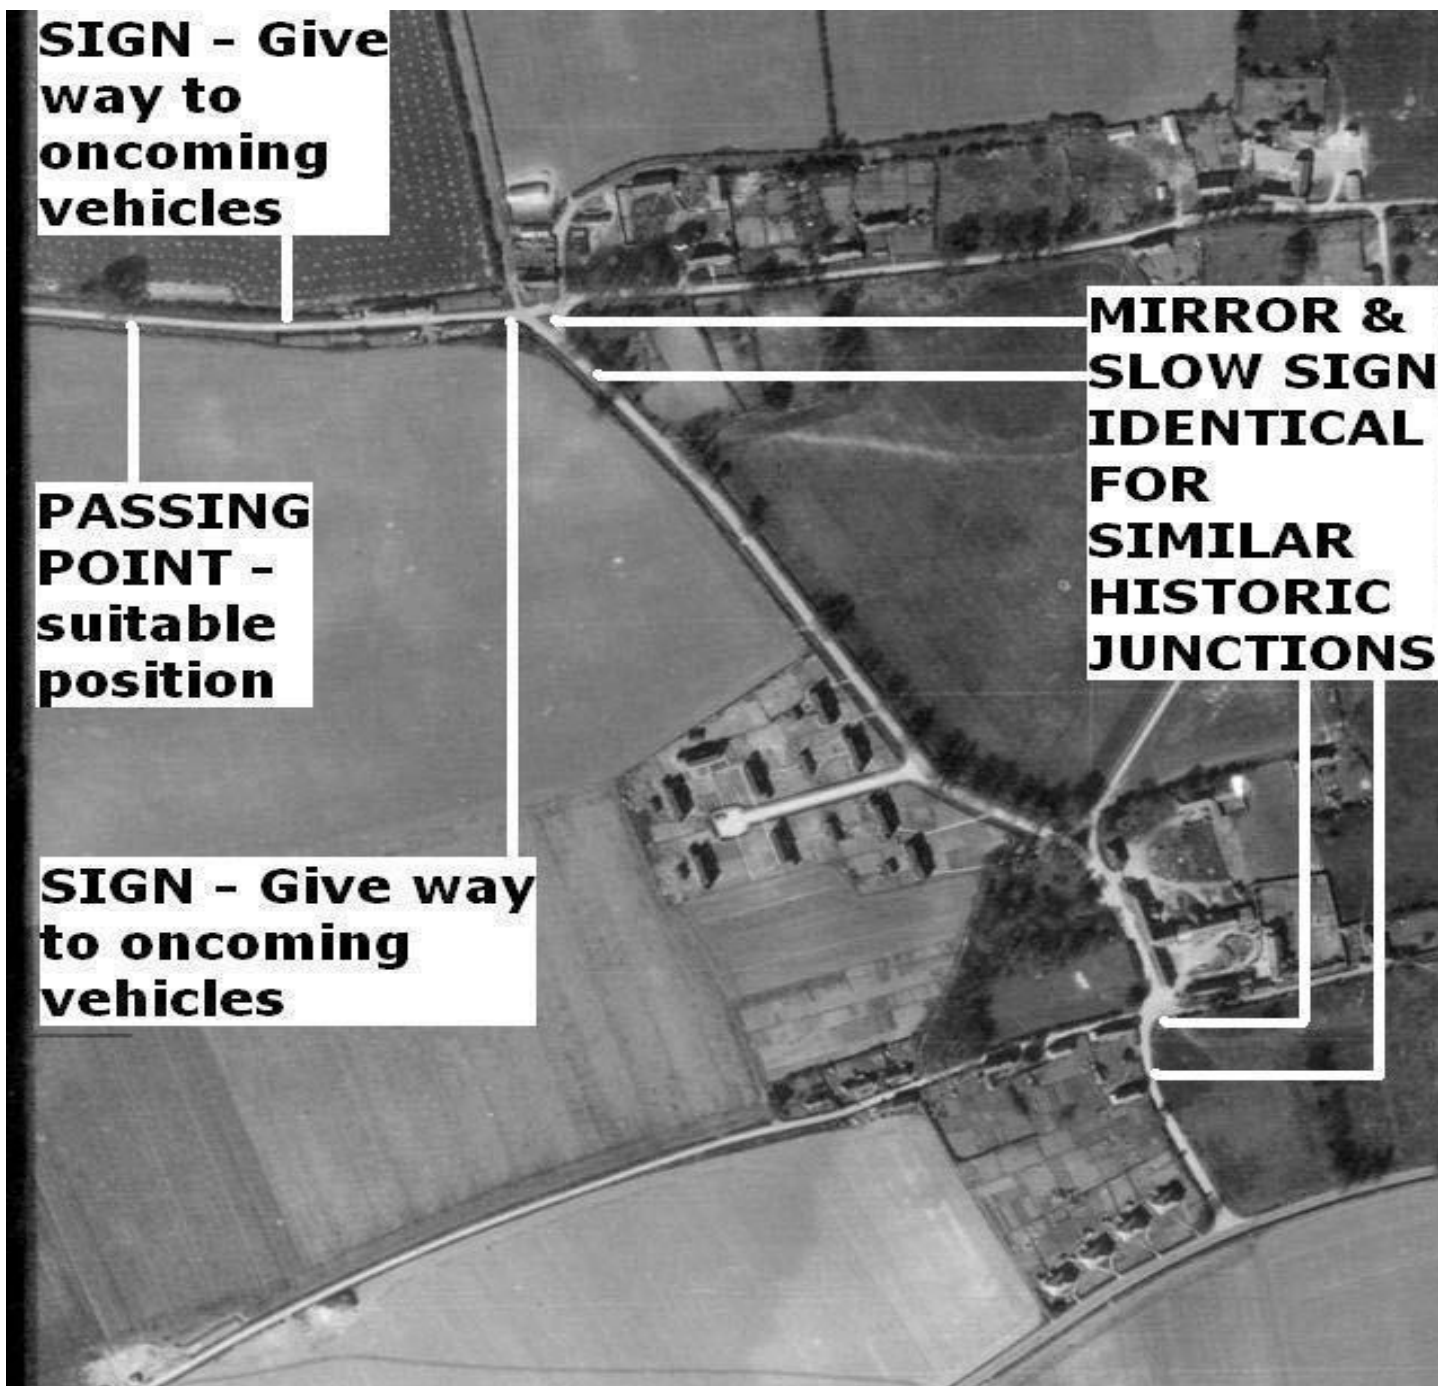 SIGN – Give
way to
oncoming
vehicles
MIRROR &
SLOW SIGN
IDENTICAL
FOR
SIMILAR
HISTORIC
JUNCTIONS
PASSING
POINT –
suitable
position
SIGN – Give way
to oncoming
vehicles